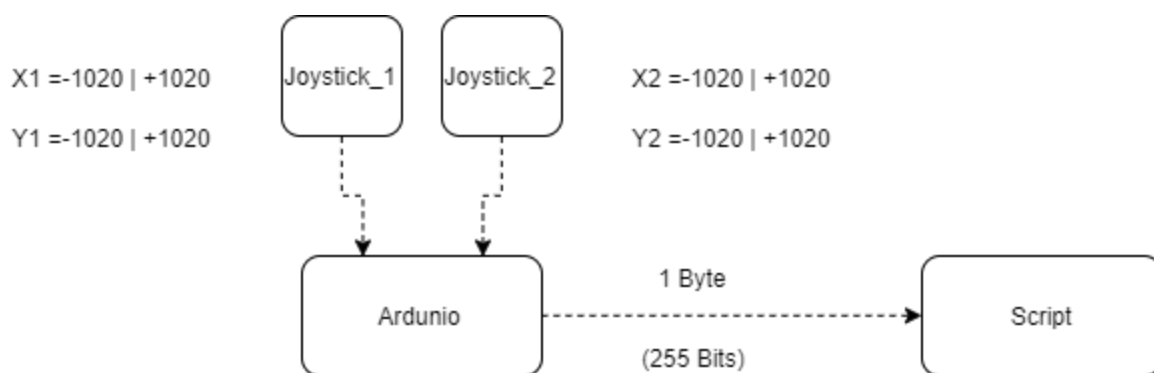 Joystick_1
Joystick_2
X1 =-1020 | +1020
X2 =-1020 | +1020
Y1 =-1020 | +1020
Y2 =-1020 | +1020
1 Byte
Ardunio
Script
(255 Bits)